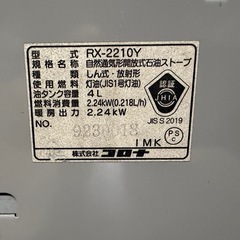 型式 RX-2210Y
規格名称 自然通気形開放式石油ストーブ
種類 しん式・放射形
使用燃料 灯油(JIS1号灯油)
油タンク容量 4L
燃料消費量 2.24kW(0.218L/h)
暖房出力 2.24kW
NO.
株式会社コロナ
IMK
認証
JHIA
JIS S 2019
PS
C